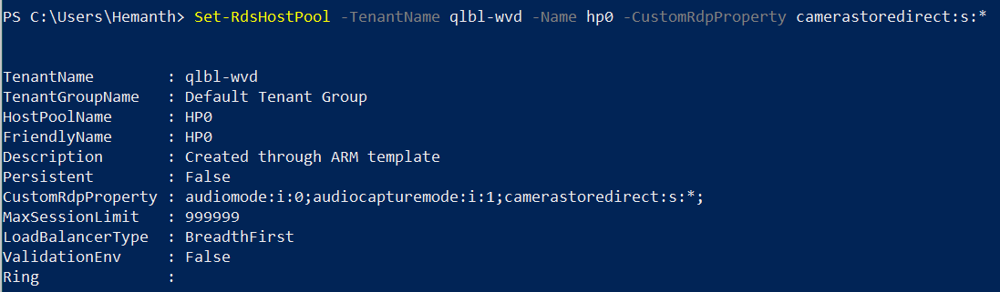 PS C:\Users\Hemanth> Set-RdsHostPool -TenantName qlbl-wvd -Name hp0 -CustomRdpProperty camerastoredirect:s:*
TenantName : qlbl-wvd
TenantGroupName : Default Tenant Group
HostPoolName : HP0
FriendlyName : HP0
Description : Created through ARM template
Persistent : False
CustomRdpProperty : audiomode:i:0;audiocapturemode:i:1;camerastoredirect:s:*;
MaxSessionLimit : 999999
LoadBalancerType : BreadthFirst
ValidationEnv : False
Ring :